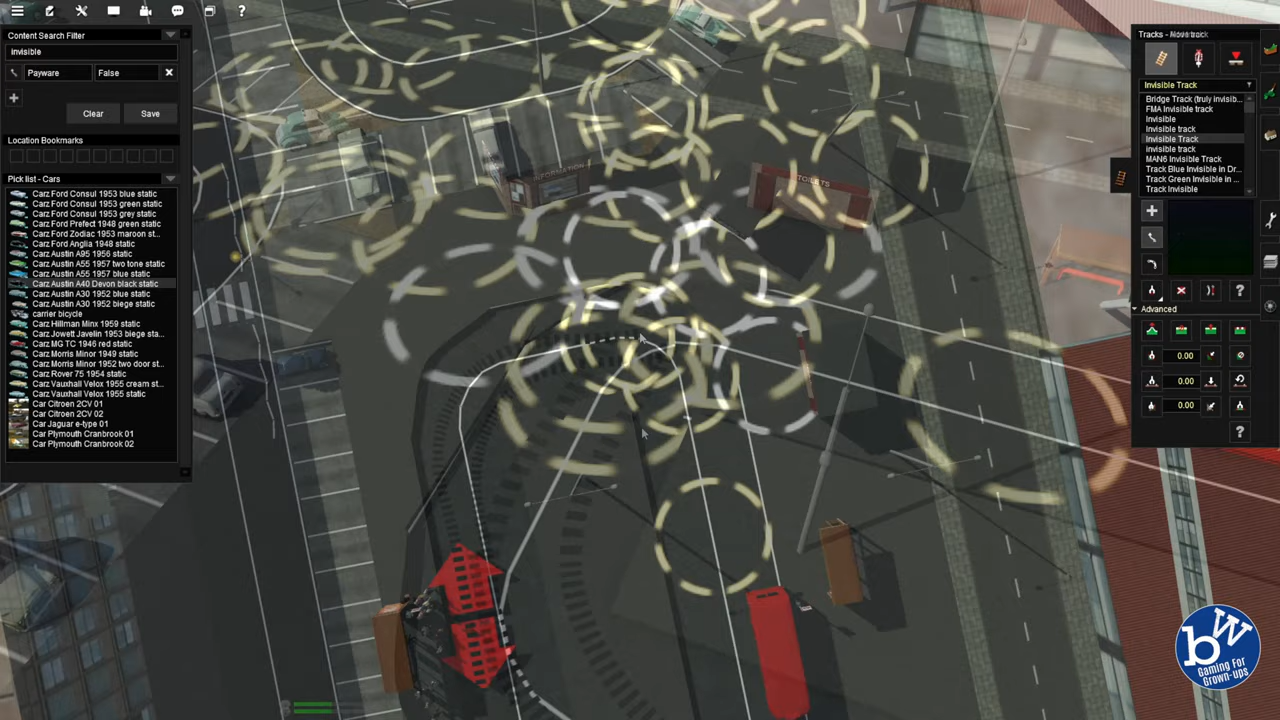 Content Search Filter
Invisible
Payware
False
Clear
Save
Location Bookmarks
Pick list - Cars
Carz Ford Consul 1953 blue static
Carz Ford Consul 1953 green static
Carz Ford Consul 1953 grey static
Carz Ford Prefect 1948 green static
Carz Ford Zodiac 1953 maroon st...
Carz Ford Anglia 1948 static
Carz Austin A95 1956 static
Carz Austin A55 1957 two tone static
Carz Austin A55 1957 blue static
Carz Austin A40 Devon black static
Carz Austin A30 1952 blue static
Carz Austin A30 1952 biege static
carrier bicycle
Carz Hillman Minx 1959 static
Carz Jowett Javelin 1953 biege sta...
Carz MG TC 1946 red static
Carz Morris Minor 1949 static
Carz Morris Minor 1952 two door st...
Carz Rover 75 1954 static
Carz Vauxhall Velox 1955 cream st...
Carz Vauxhall Velox 1955 static
Car Citroen 2CV 01
Car Citroen 2CV 02
Car Jaguar e-type 01
Car Plymouth Cranbrook 01
Car Plymouth Cranbrook 02
INFORMATION
TOILETS
Tracks - Move track
Invisible Track
Bridge Track (truly invisib...
FMA Invisible track
Invisible
Invisible track
Invisible Track
invisible track
MAN6 Invisible Track
Track Blue Invisible in Dr...
Track Green Invisible in ...
Track Invisible
Advanced
0.00
0.00
0.00
bW
Gaming For
Grown-ups